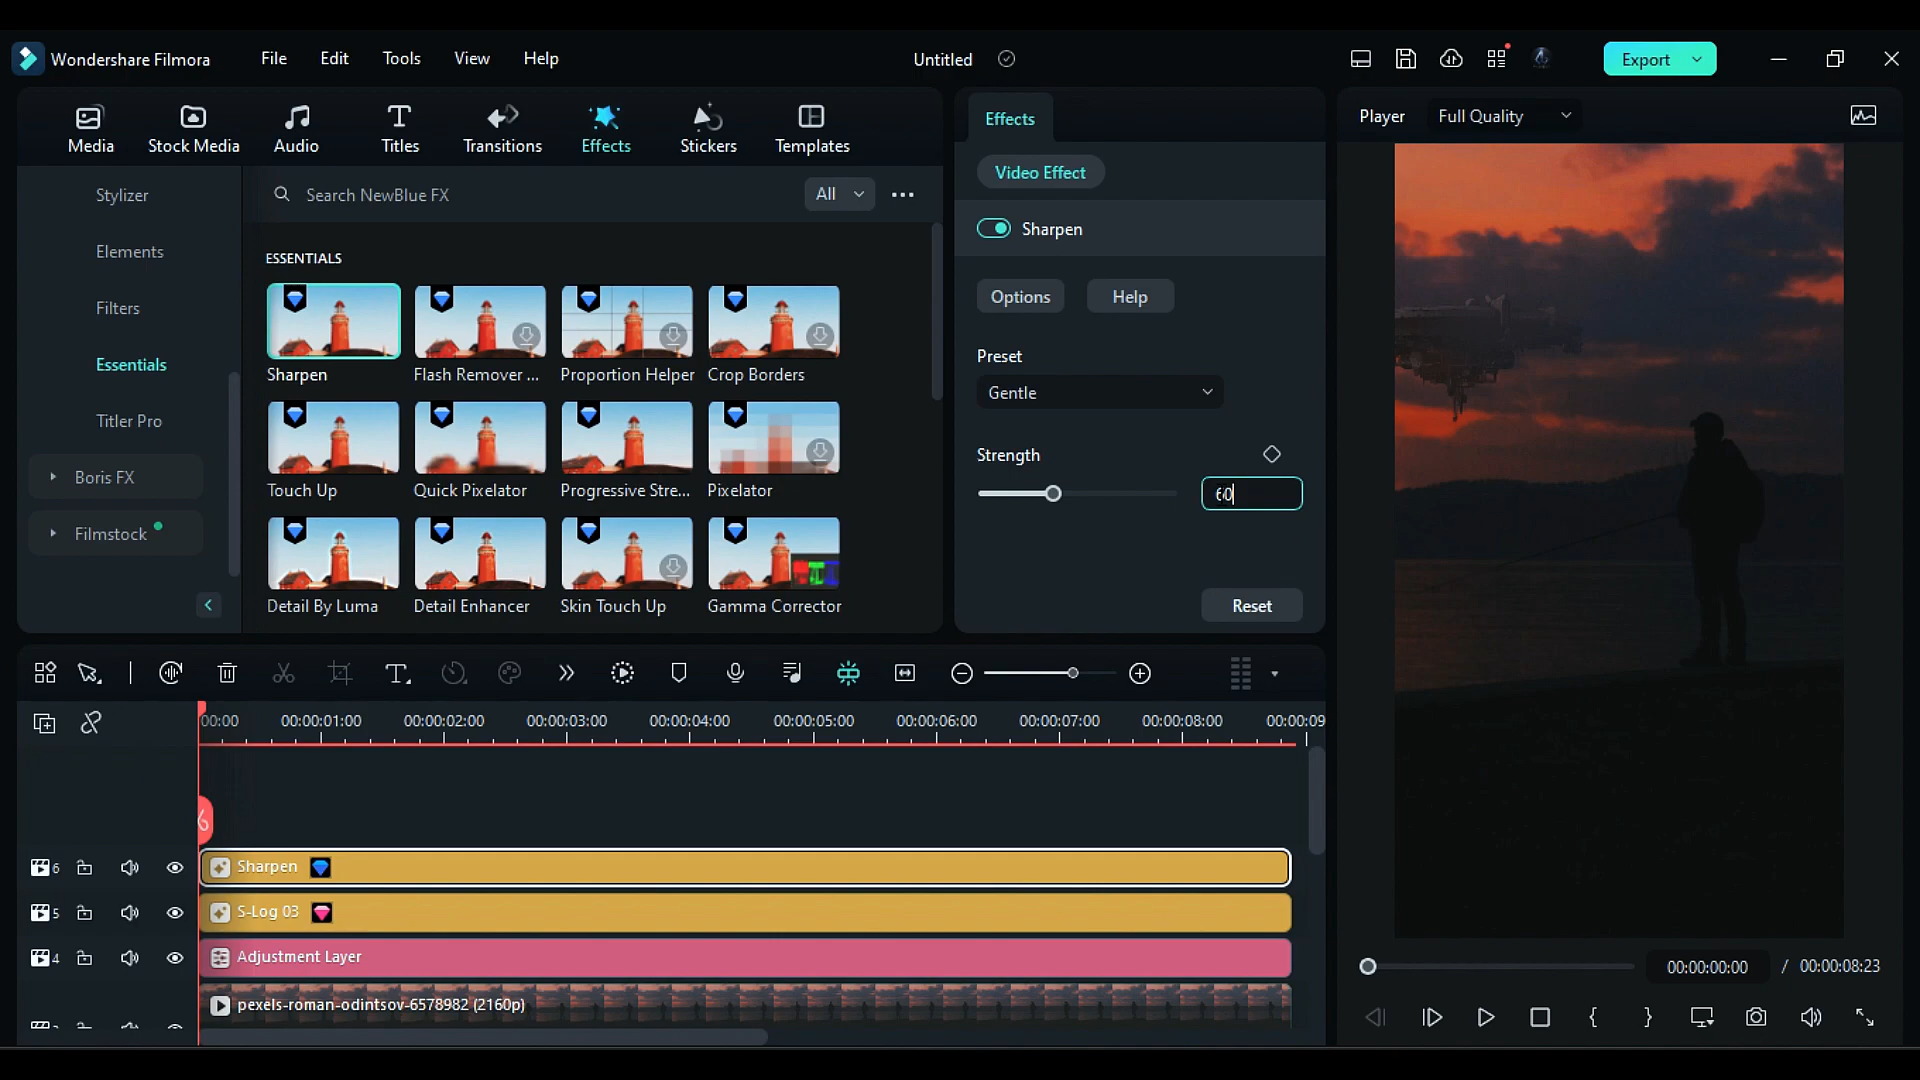 Wondershare Filmora
File
Edit
Tools
View
Help
Untitled
Export
Media
Stock Media
Audio
Titles
Transitions
Effects
Stickers
Templates
Stylizer
Elements
Filters
Essentials
Titler Pro
Boris FX
Filmstock
Search NewBlue FX
All
ESSENTIALS
Sharpen
Flash Remover ...
Proportion Helper
Crop Borders
Touch Up
Quick Pixelator
Progressive Stre...
Pixelator
Detail By Luma
Detail Enhancer
Skin Touch Up
Gamma Corrector
Effects
Video Effect
Sharpen
Options
Help
Preset
Gentle
Strength
60
Reset
Player
Full Quality
00:00:00:00
/
00:00:08:23
00:00
00:00:01:00
00:00:02:00
00:00:03:00
00:00:04:00
00:00:05:00
00:00:06:00
00:00:07:00
00:00:08:00
00:00:09
6
Sharpen
5
S-Log 03
4
Adjustment Layer
pexels-roman-odintsov-6578982 (2160p)